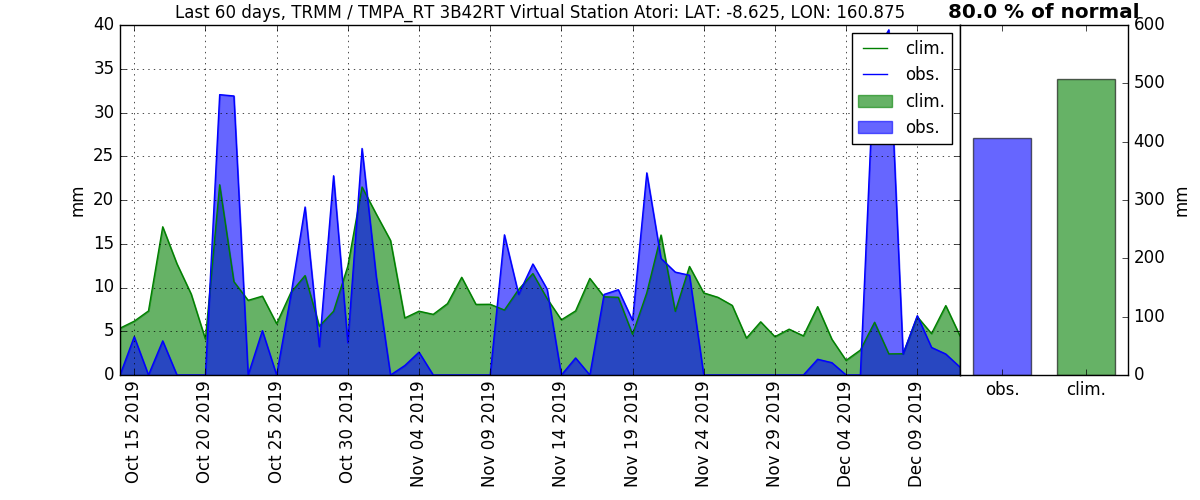 Last 60 days, TRMM / TMPA_RT 3B42RT Virtual Station Atori: LAT: -8.625, LON: 160.875
80.0 % of normal
40
35
30
25
20
15
10
5
0
mm
clim.
obs.
clim.
obs.
600
500
400
300
200
100
0
mm
Oct 15 2019
Oct 20 2019
Oct 25 2019
Oct 30 2019
Nov 04 2019
Nov 09 2019
Nov 14 2019
Nov 19 2019
Nov 24 2019
Nov 29 2019
Dec 04 2019
Dec 09 2019
obs.
clim.